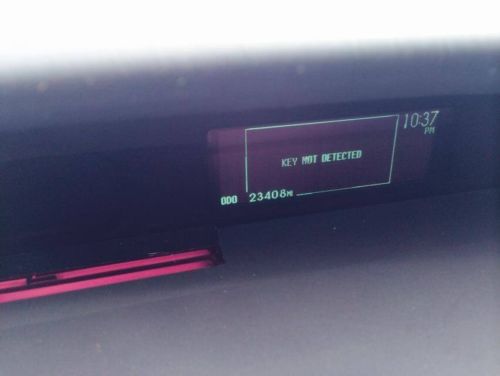 10:37
PM
KEY NOT DETECTED
ODO 23408MI